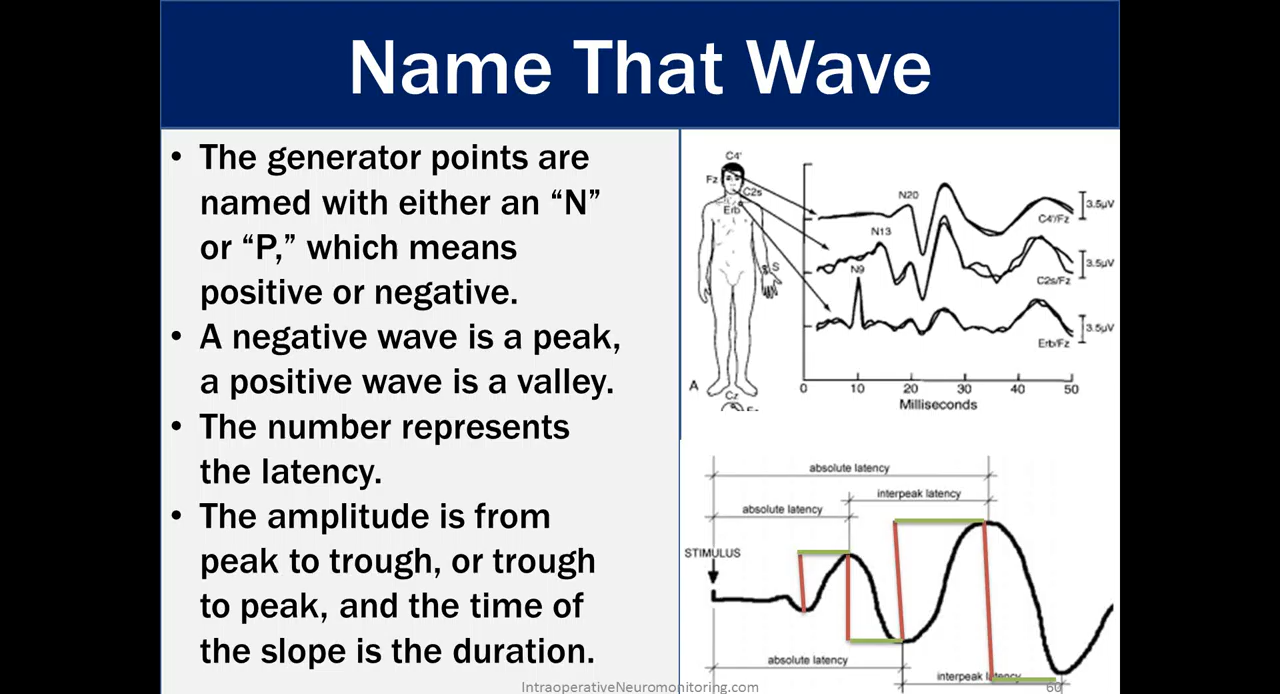 Name That Wave
• The generator points are
named with either an “N”
or “P,” which means
positive or negative.
• A negative wave is a peak,
a positive wave is a valley.
• The number represents
the latency.
• The amplitude is from
peak to trough, or trough
to peak, and the time of
the slope is the duration.
C4'
Fz
C2s
Erb
S
A
Cz
N20
3.5μV
C4'/Fz
N13
3.5μV
C2s/Fz
N9
3.5μV
Erb/Fz
0 10 20 30 40 50
Milliseconds
absolute latency
interpeak latency
absolute latency
STIMULUS
absolute latency
interpeak latency
IntraoperativeNeuromonitoring.com
60